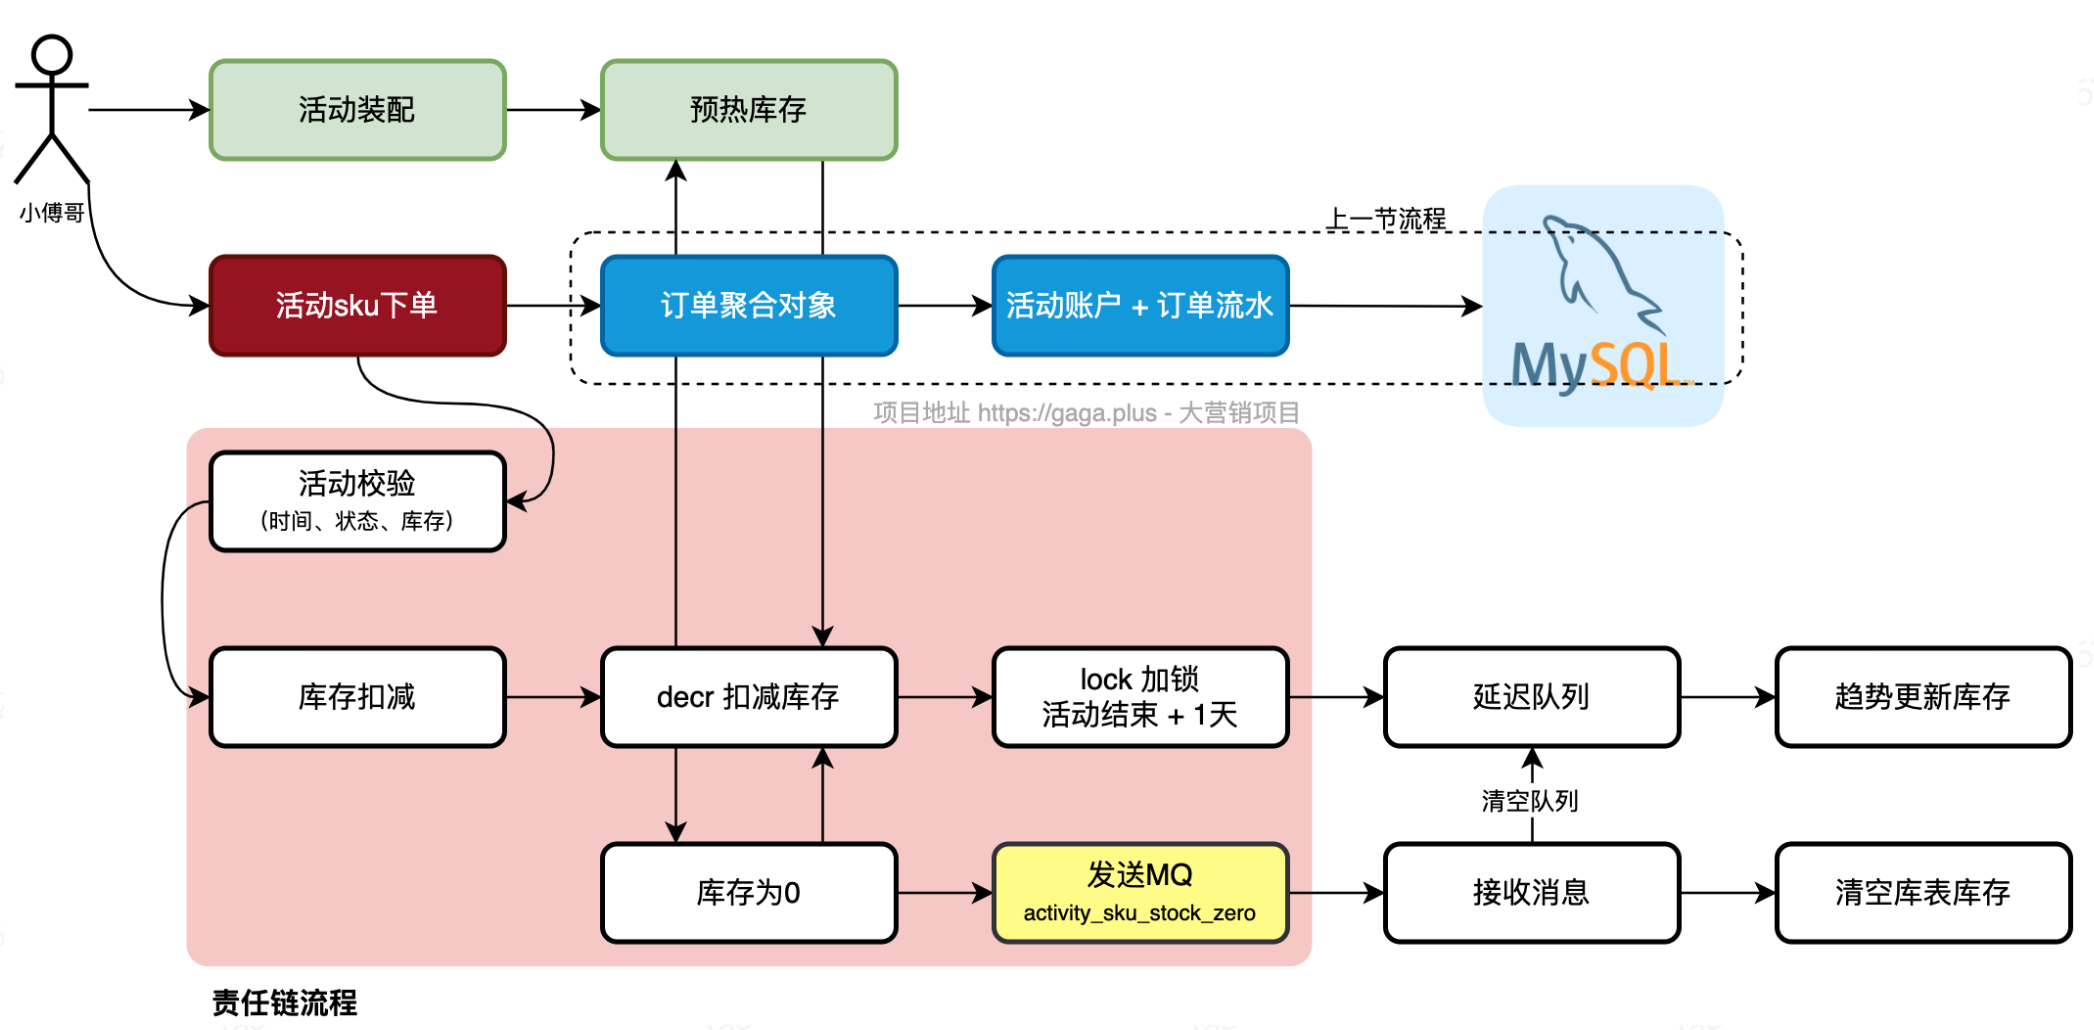 活动装配
预热库存
小傅哥
上一节流程
活动sku下单
订单聚合对象
活动账户 + 订单流水
MySQL
项目地址 https://gaga.plus - 大营销项目
活动校验
（时间、状态、库存）
库存扣减
decr 扣减库存
lock 加锁
活动结束 + 1天
延迟队列
趋势更新库存
清空队列
库存为0
发送MQ
activity_sku_stock_zero
接收消息
清空库表库存
责任链流程